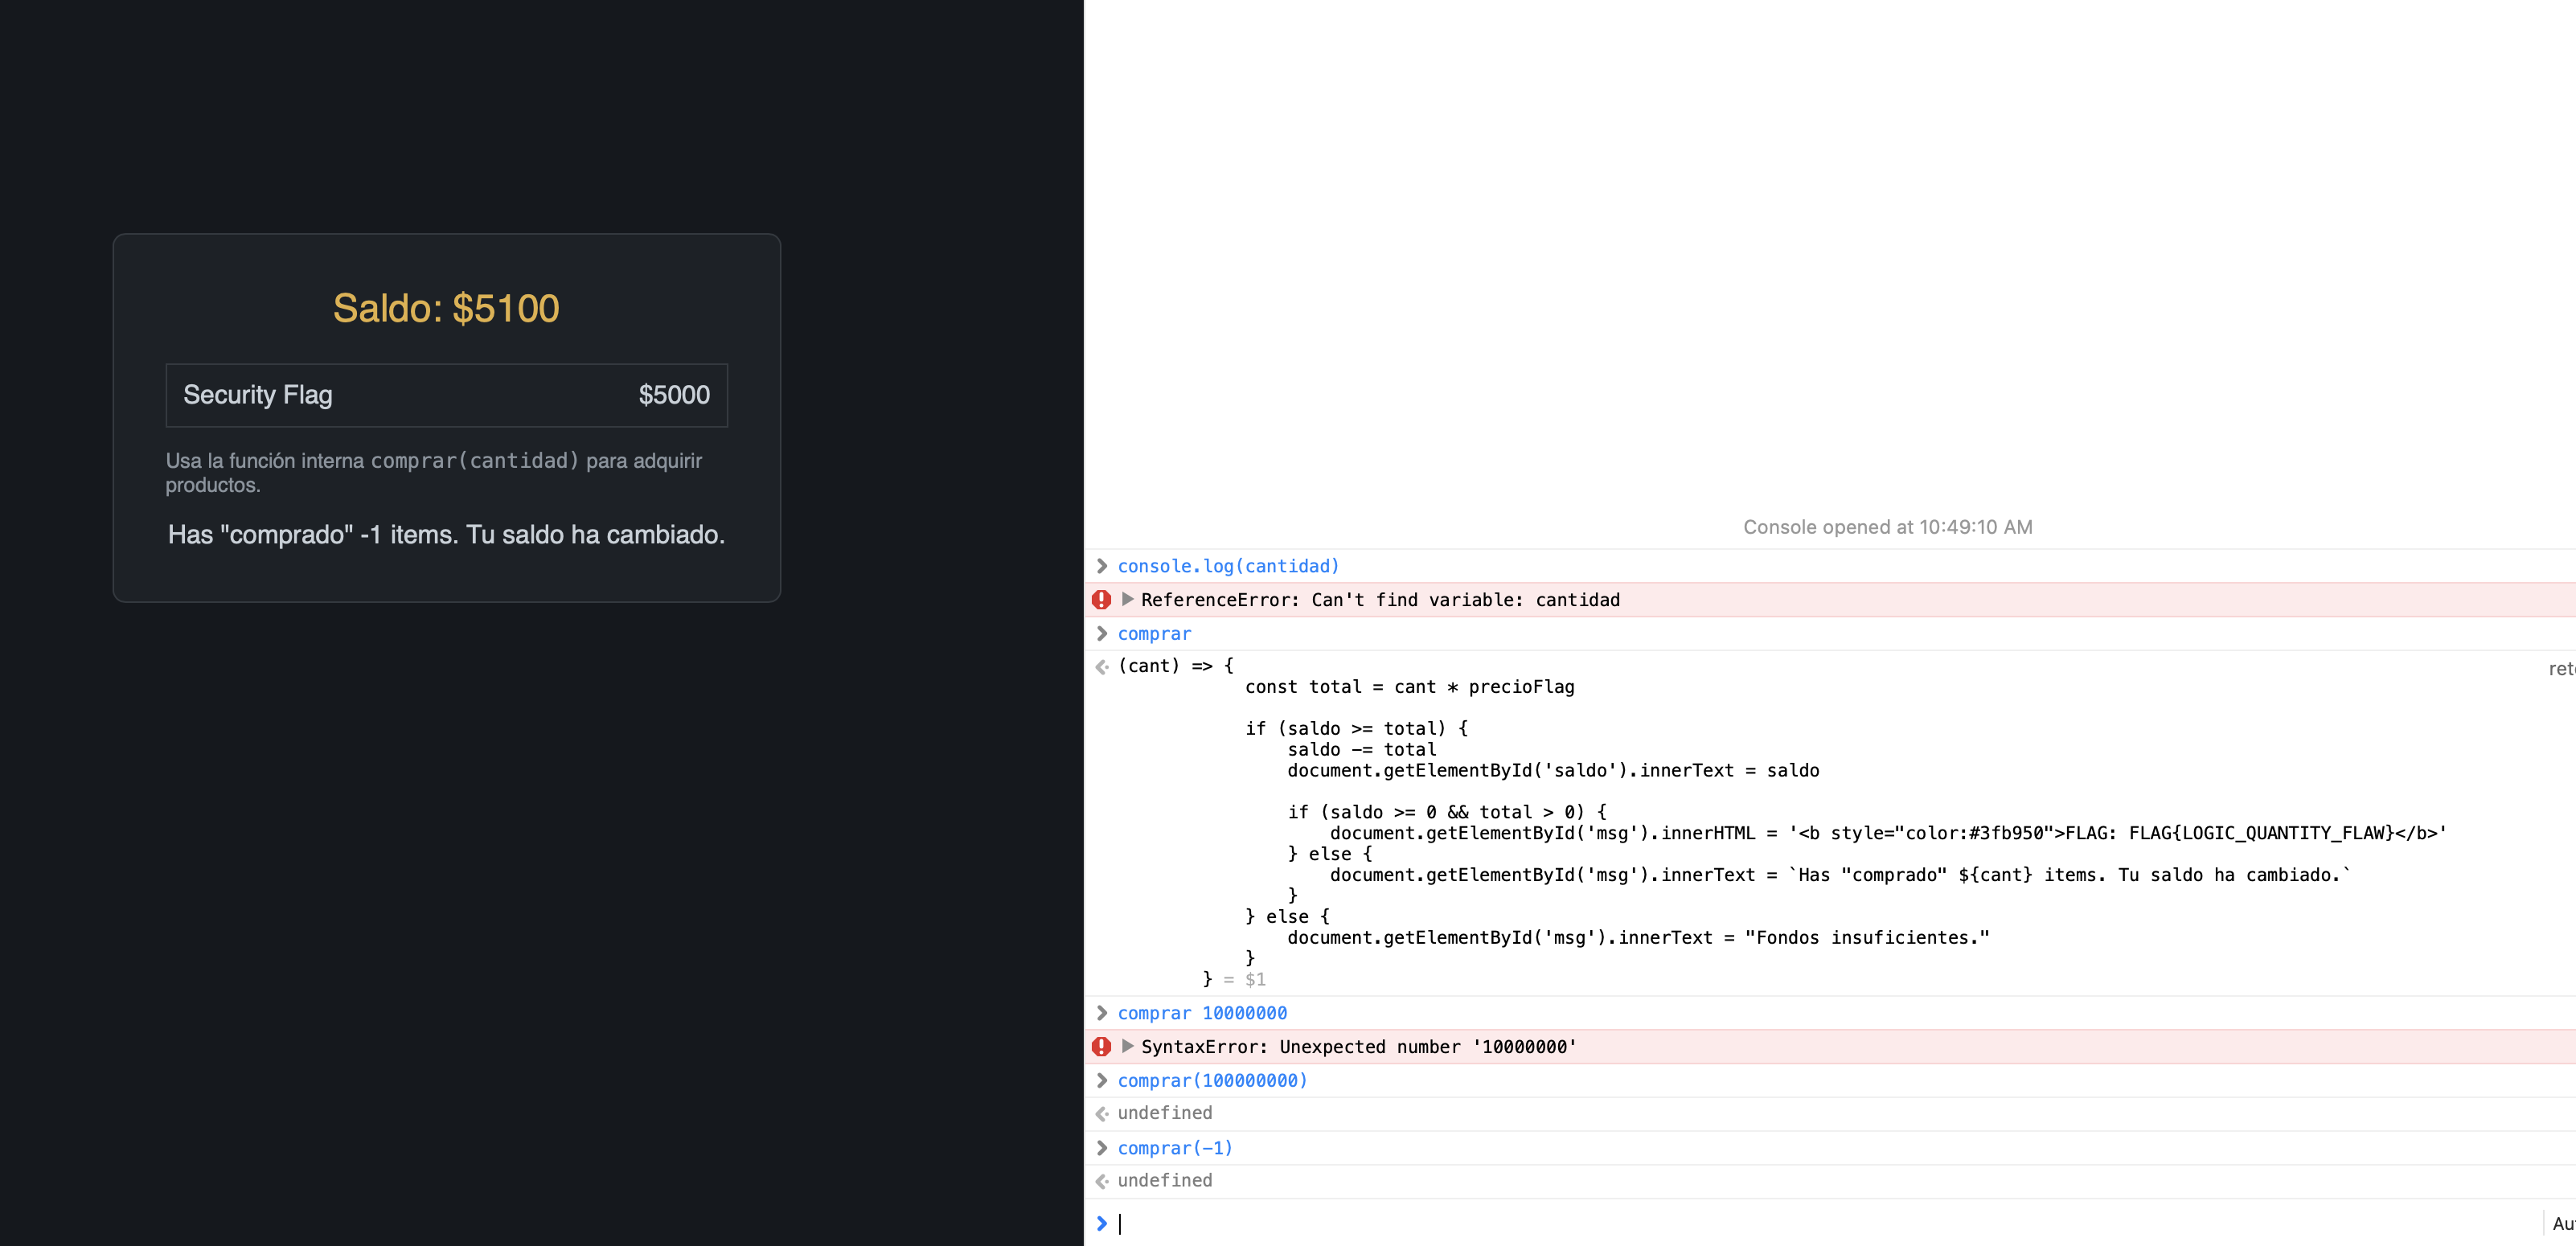 Saldo: $5100
Security Flag $5000
Usa la función interna comprar(cantidad) para adquirir
productos.
Has "comprado" -1 items. Tu saldo ha cambiado.
Console opened at 10:49:10 AM
console.log(cantidad)
ReferenceError: Can't find variable: cantidad
comprar
(cant) => {
const total = cant * precioFlag
if (saldo >= total) {
saldo -= total
document.getElementById('saldo').innerText = saldo
if (saldo >= 0 && total > 0) {
document.getElementById('msg').innerHTML = '<b style="color:#3fb950">FLAG: FLAG{LOGIC_QUANTITY_FLAW}</b>'
} else {
document.getElementById('msg').innerText = `Has "comprado" ${cant} items. Tu saldo ha cambiado.`
}
} else {
document.getElementById('msg').innerText = "Fondos insuficientes."
}
} = $1
comprar 10000000
SyntaxError: Unexpected number '10000000'
comprar(100000000)
undefined
comprar(-1)
undefined